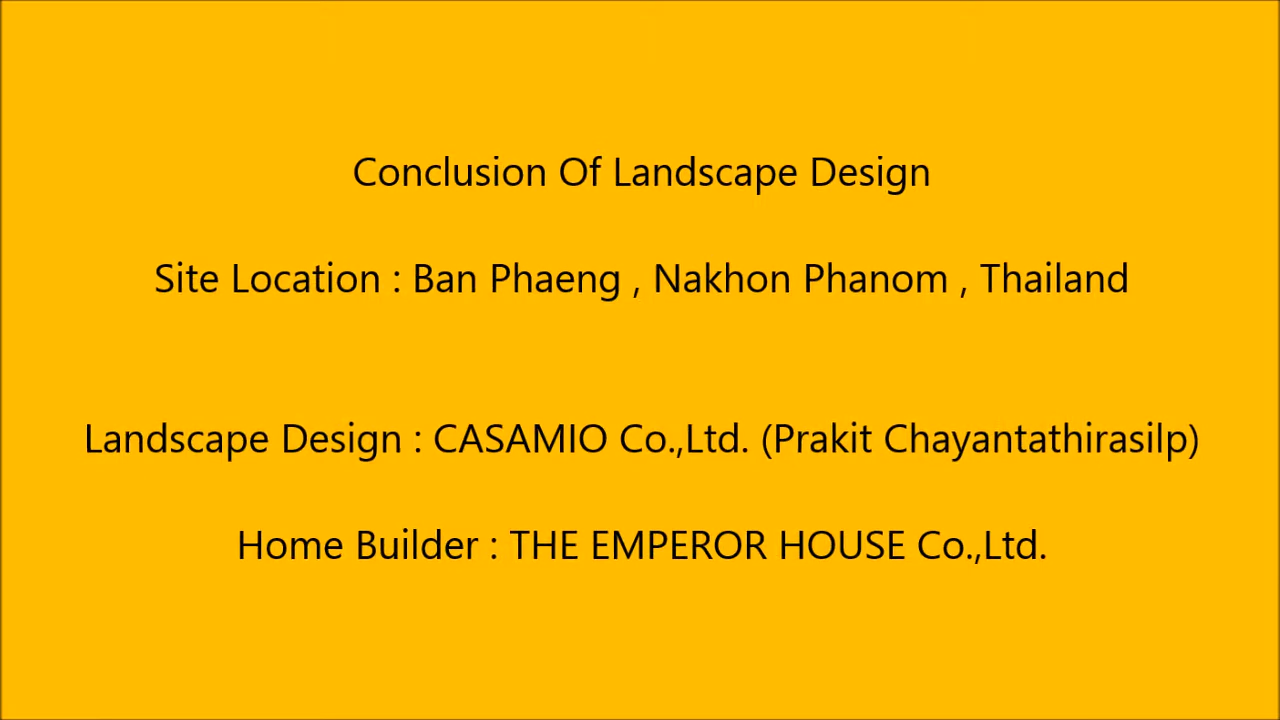 Conclusion Of Landscape Design
Site Location : Ban Phaeng , Nakhon Phanom , Thailand
Landscape Design : CASAMIO Co.,Ltd. (Prakit Chayantathirasilp)
Home Builder : THE EMPEROR HOUSE Co.,Ltd.